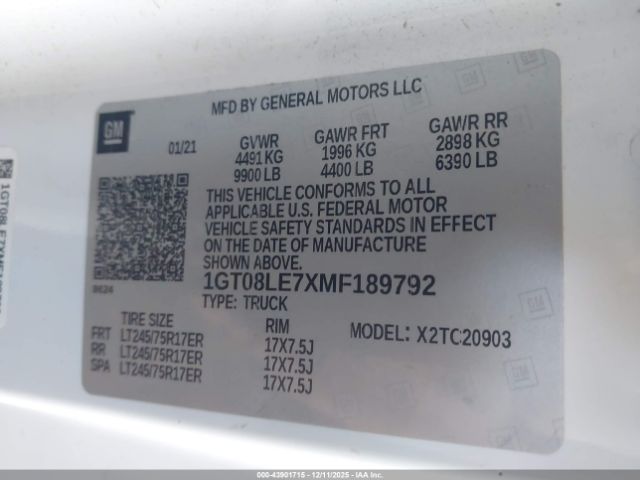 MFD BY GENERAL MOTORS LLC
GM
01/21
GVWR
4491 KG
9900 LB
GAWR FRT
1996 KG
4400 LB
GAWR RR
2898 KG
6390 LB
THIS VEHICLE CONFORMS TO ALL
APPLICABLE U.S. FEDERAL MOTOR
VEHICLE SAFETY STANDARDS IN EFFECT
ON THE DATE OF MANUFACTURE
SHOWN ABOVE.
1GT08LE7XMF189792
TYPE: TRUCK
TIRE SIZE
RIM
MODEL: X2TC20903
FRT LT245/75R17ER 17X7.5J
RR LT245/75R17ER 17X7.5J
SPA LT245/75R17ER 17X7.5J
000-43901715 - 12/11/2025 - IAA Inc.